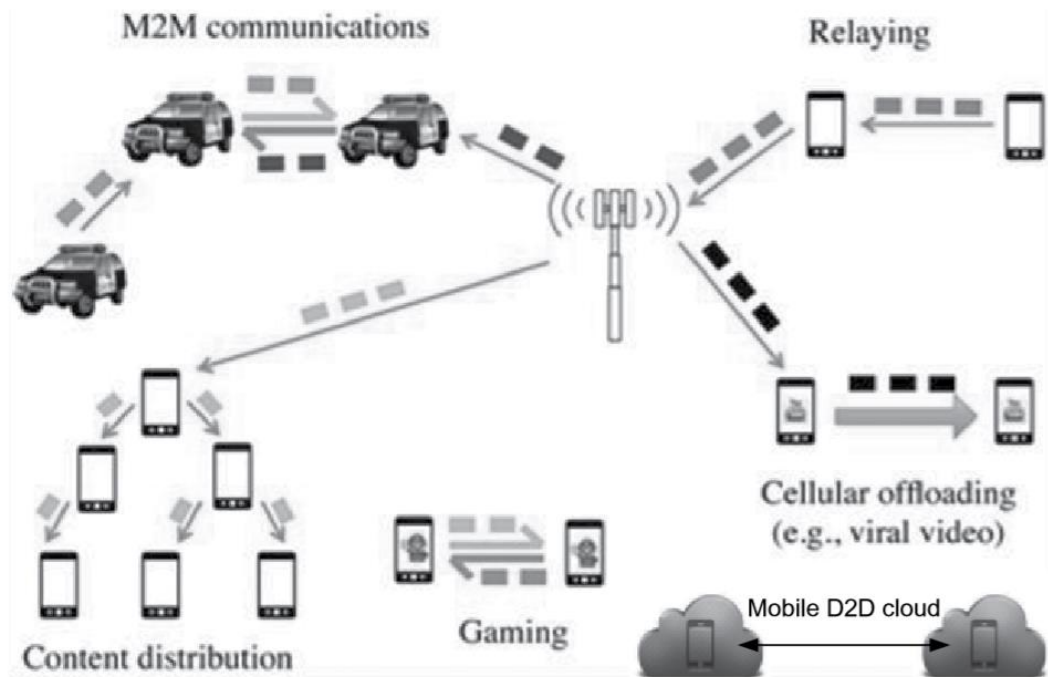 M2M communications
Relaying
Cellular offloading
(e.g., viral video)
Gaming
Mobile D2D cloud
Content distribution